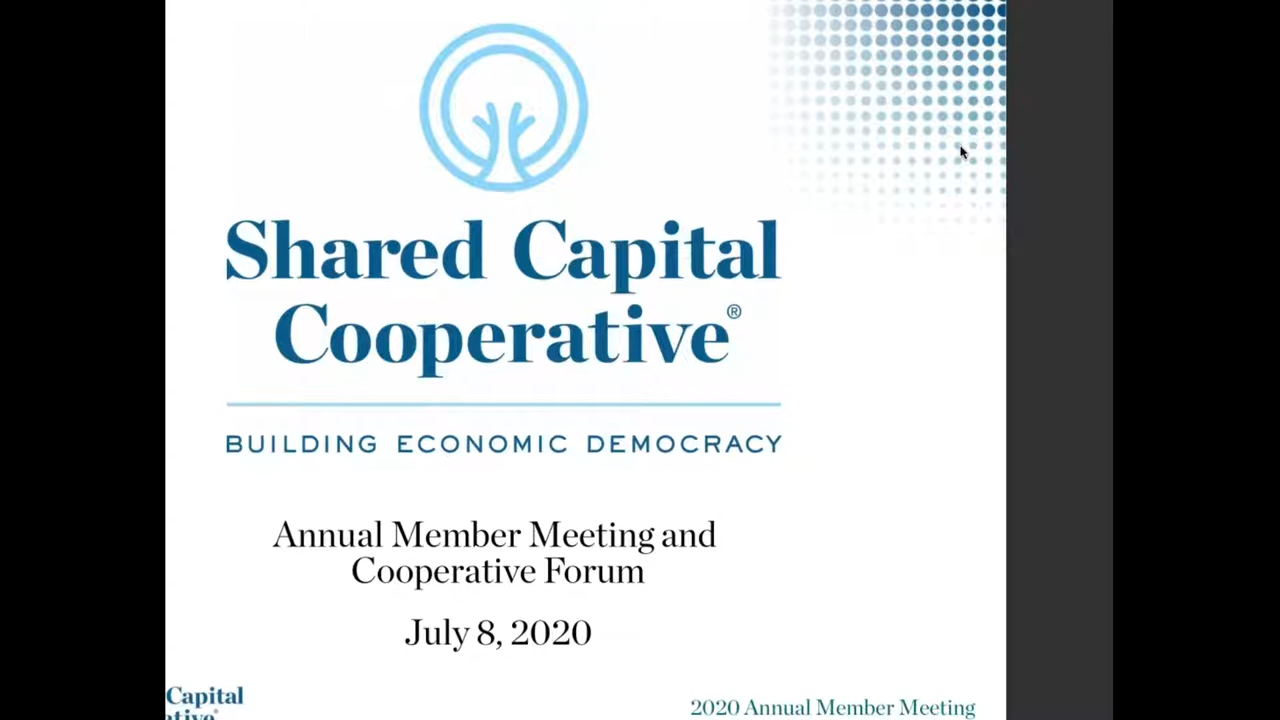 Shared Capital
Cooperative®
BUILDING ECONOMIC DEMOCRACY
Annual Member Meeting and
Cooperative Forum
July 8, 2020
Capital
ative®
2020 Annual Member Meeting